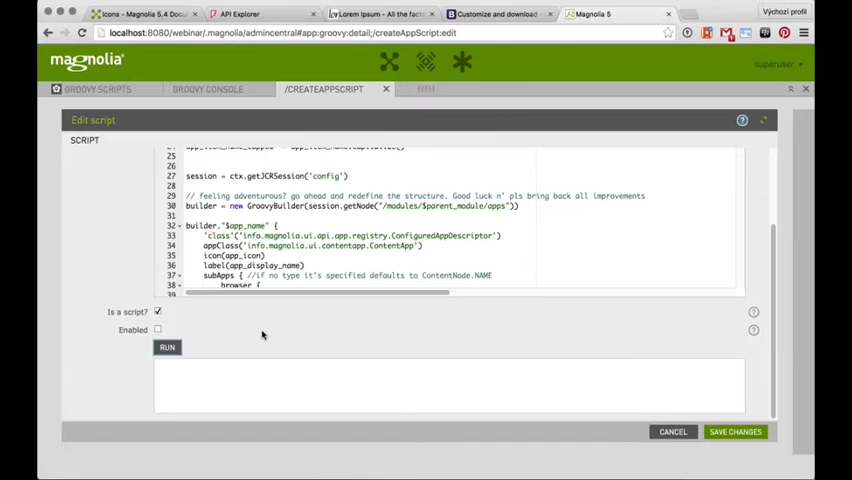 Icons - Magnolia 5.4 Docu
API Explorer
Lorem Ipsum - All the facts
Customize and download
Magnolia 5
Výchozí profil
localhost:8080/webinar/.magnolia/admincentral#app:groovy:detail;/createAppScript:edit
magnolia
superuser
GROOVY SCRIPTS
GROOVY CONSOLE
/CREATEAPPSCRIPT
Edit script
SCRIPT
25
26
27 session = ctx.getJCRSession('config')
28
29 // feeling adventurous? go ahead and redefine the structure. Good luck n' pls bring back all improvements
30 builder = new GroovyBuilder(session.getNode("/modules/$parent_module/apps"))
31
32 builder."$app_name" {
33 'class'('info.magnolia.ui.api.app.registry.ConfiguredAppDescriptor')
34 appClass('info.magnolia.ui.contentapp.ContentApp')
35 icon(app_icon)
36 label(app_display_name)
37 subApps { //if no type it's specified defaults to ContentNode.NAME
38 browser {
39
Is a script?
Enabled
RUN
CANCEL
SAVE CHANGES